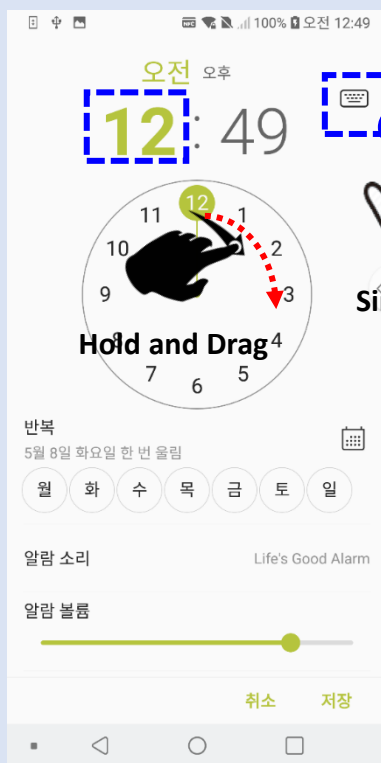 NFC 100% 오전 12:49
오전 오후
12 : 49
12
11 1
10 2
9 3
Hold and Drag 4
7 6 5
반복
5월 8일 화요일 한 번 울림
월 화 수 목 금 토 일
알람 소리 Life's Good Alarm
알람 볼륨
취소 저장